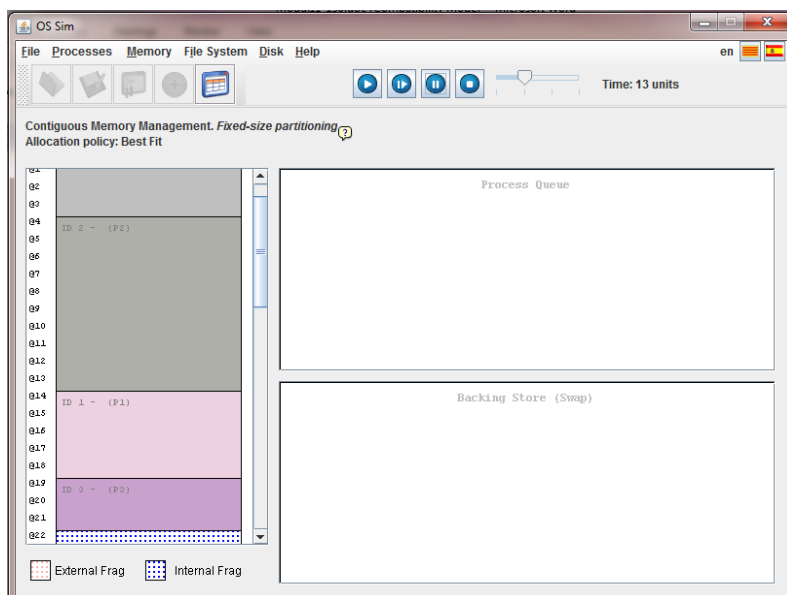 OS Sim
File Processes Memory File System Disk Help
en
Time: 13 units
Contiguous Memory Management. Fixed-size partitioning
?
Allocation policy: Best Fit
Process Queue
@2
@3
@4
ID 2 - (P2)
@5
@6
@7
@8
@9
@10
@11
@12
@13
@14
ID 1 - (P1)
@15
@16
@17
@18
@19
ID 0 - (P0)
@20
@21
@22
Backing Store (Swap)
External Frag
Internal Frag